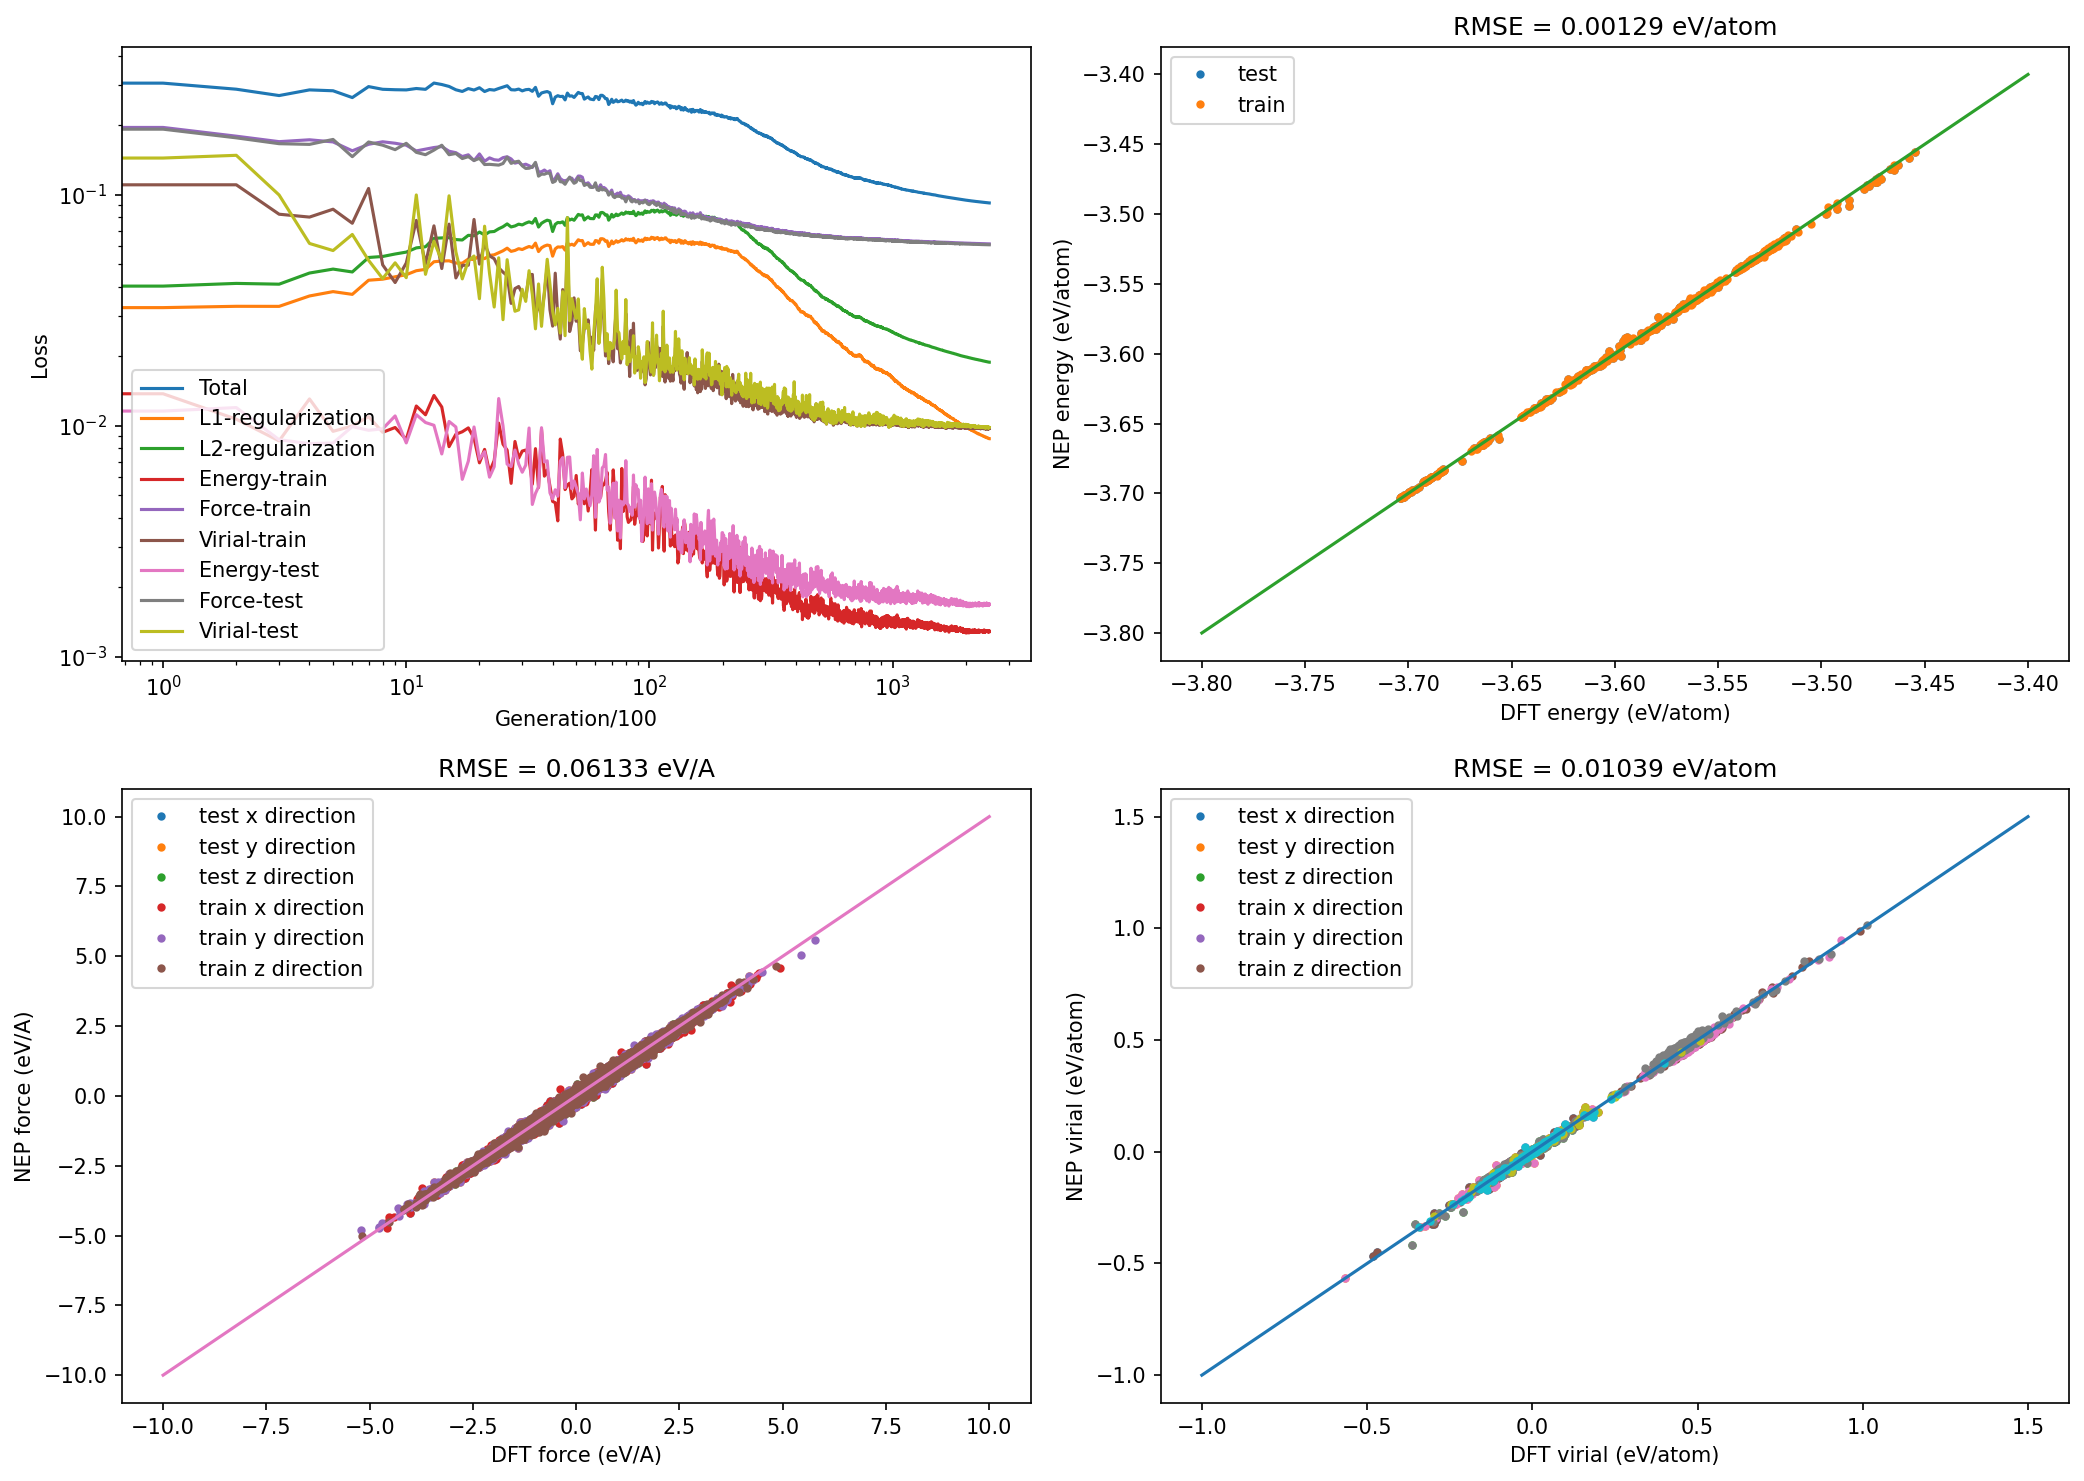 Loss
10⁻¹
10⁻²
10⁻³
Total
L1-regularization
L2-regularization
Energy-train
Force-train
Virial-train
Energy-test
Force-test
Virial-test
10⁰ 10¹ 10² 10³
Generation/100
RMSE = 0.00129 eV/atom
test
train
NEP energy (eV/atom)
−3.40
−3.45
−3.50
−3.55
−3.60
−3.65
−3.70
−3.75
−3.80
−3.80 −3.75 −3.70 −3.65 −3.60 −3.55 −3.50 −3.45 −3.40
DFT energy (eV/atom)
RMSE = 0.06133 eV/A
test x direction
test y direction
test z direction
train x direction
train y direction
train z direction
NEP force (eV/A)
10.0
7.5
5.0
2.5
0.0
−2.5
−5.0
−7.5
−10.0
−10.0 −7.5 −5.0 −2.5 0.0 2.5 5.0 7.5 10.0
DFT force (eV/A)
RMSE = 0.01039 eV/atom
test x direction
test y direction
test z direction
train x direction
train y direction
train z direction
NEP virial (eV/atom)
1.5
1.0
0.5
0.0
−0.5
−1.0
−1.0 −0.5 0.0 0.5 1.0 1.5
DFT virial (eV/atom)